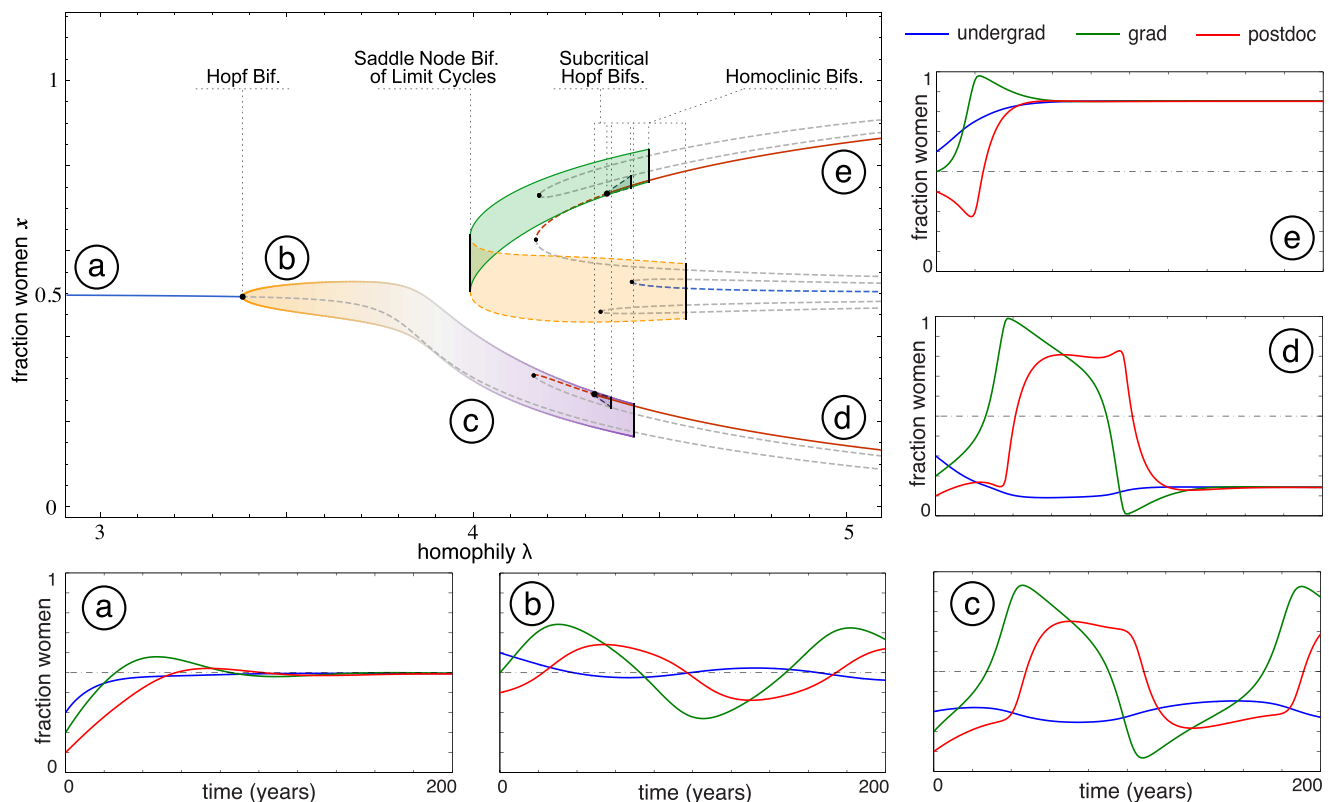 undergrad grad postdoc
Saddle Node Bif. of Limit Cycles
Subcritical Hopf Bifs.
Hopf Bif.
Homoclinic Bifs.
1
0.5
0
fraction women x
a
b
c
d
e
3 4 5
homophily λ
1
0
fraction women
e
1
0
fraction women
d
1
0
fraction women
a
0 200
time (years)
b
0 200
time (years)
c
0 200
time (years)